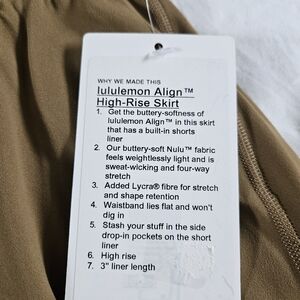 WHY WE MADE THIS
lululemon Align™
High-Rise Skirt
1. Get the buttery-softness of
lululemon Align™ in this skirt
that has a built-in shorts
liner
2. Our buttery-soft Nulu™ fabric
feels weightlessly light and is
sweat-wicking and four-way
stretch
3. Added Lycra® fibre for stretch
and shape retention
4. Waistband lies flat and won't
dig in
5. Stash your stuff in the side
drop-in pockets on the short
liner
6. High rise
7. 3" liner length